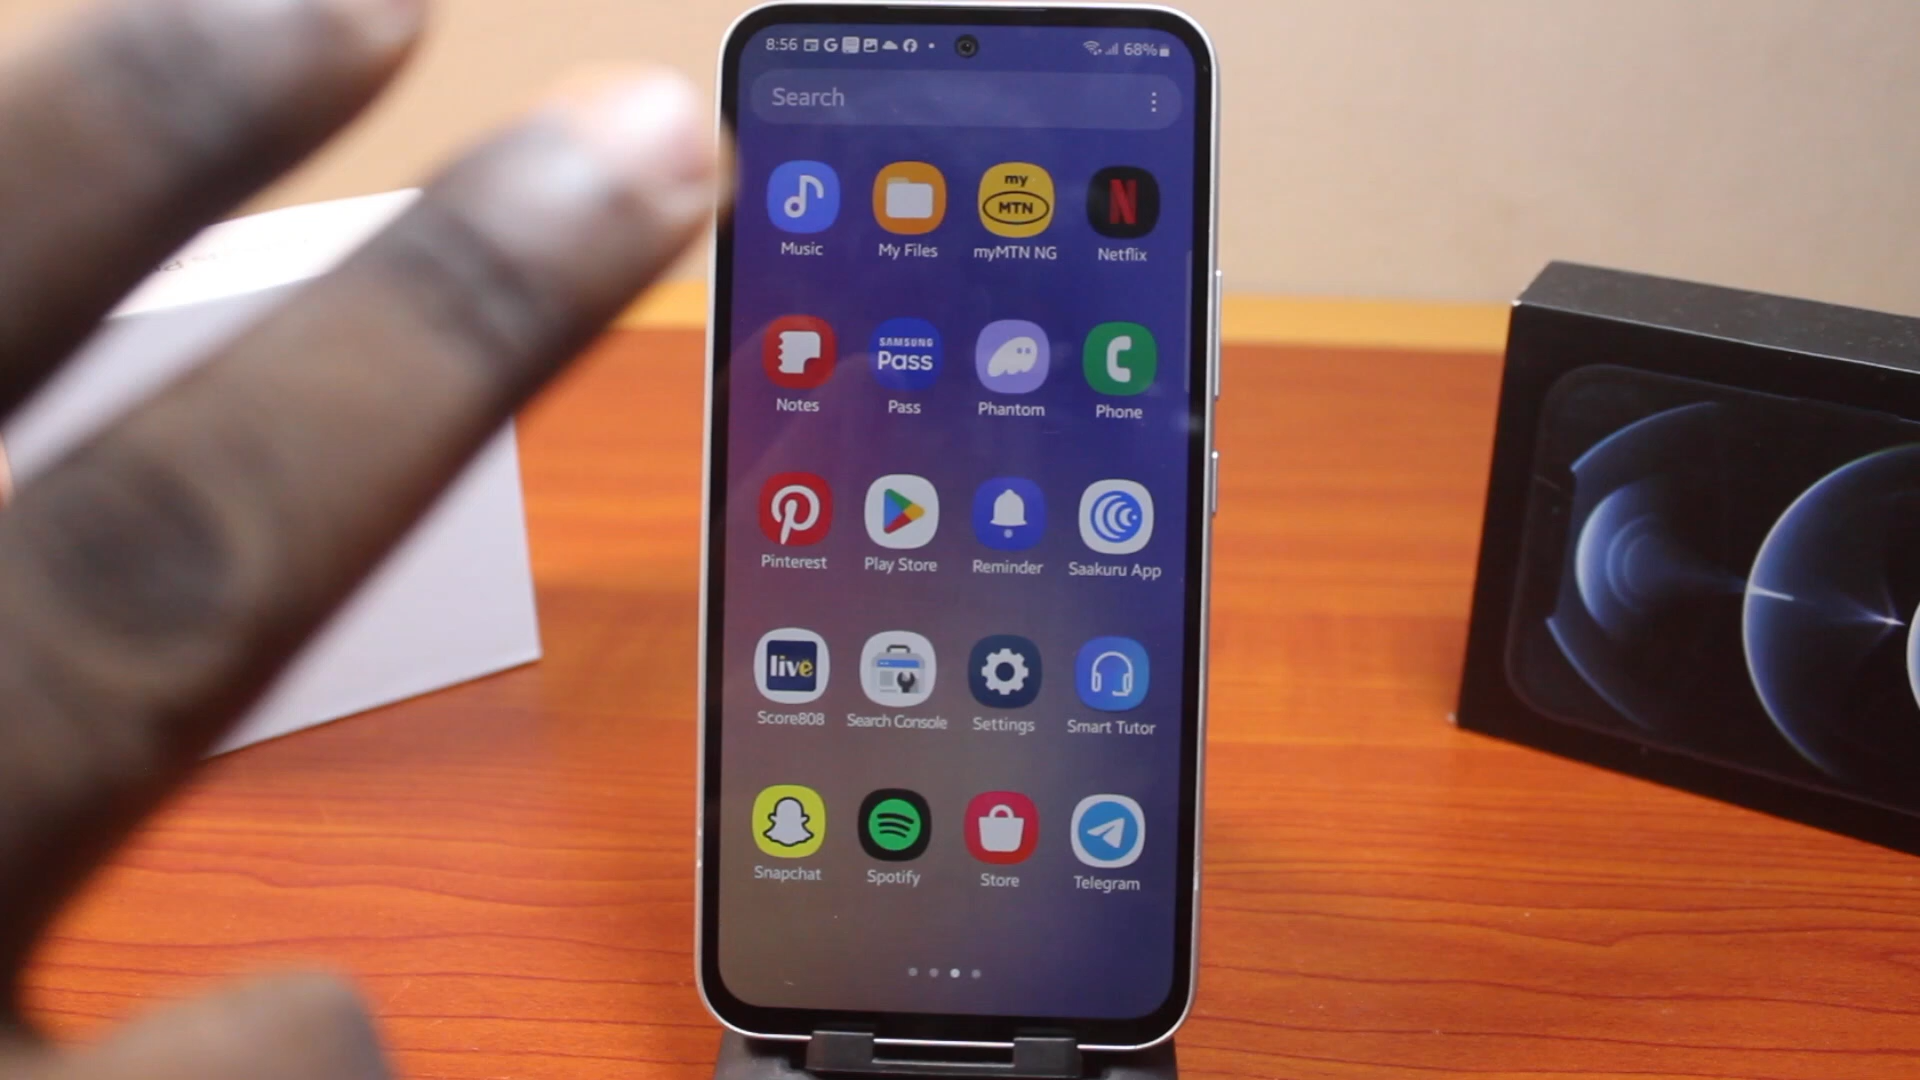 8:56 68%
Search
my
MTN
N
Music My Files myMTN NG Netflix
SAMSUNG
Pass
Notes Pass Phantom Phone
Pinterest Play Store Reminder Saakuru App
live
Score808 Search Console Settings Smart Tutor
Snapchat Spotify Store Telegram